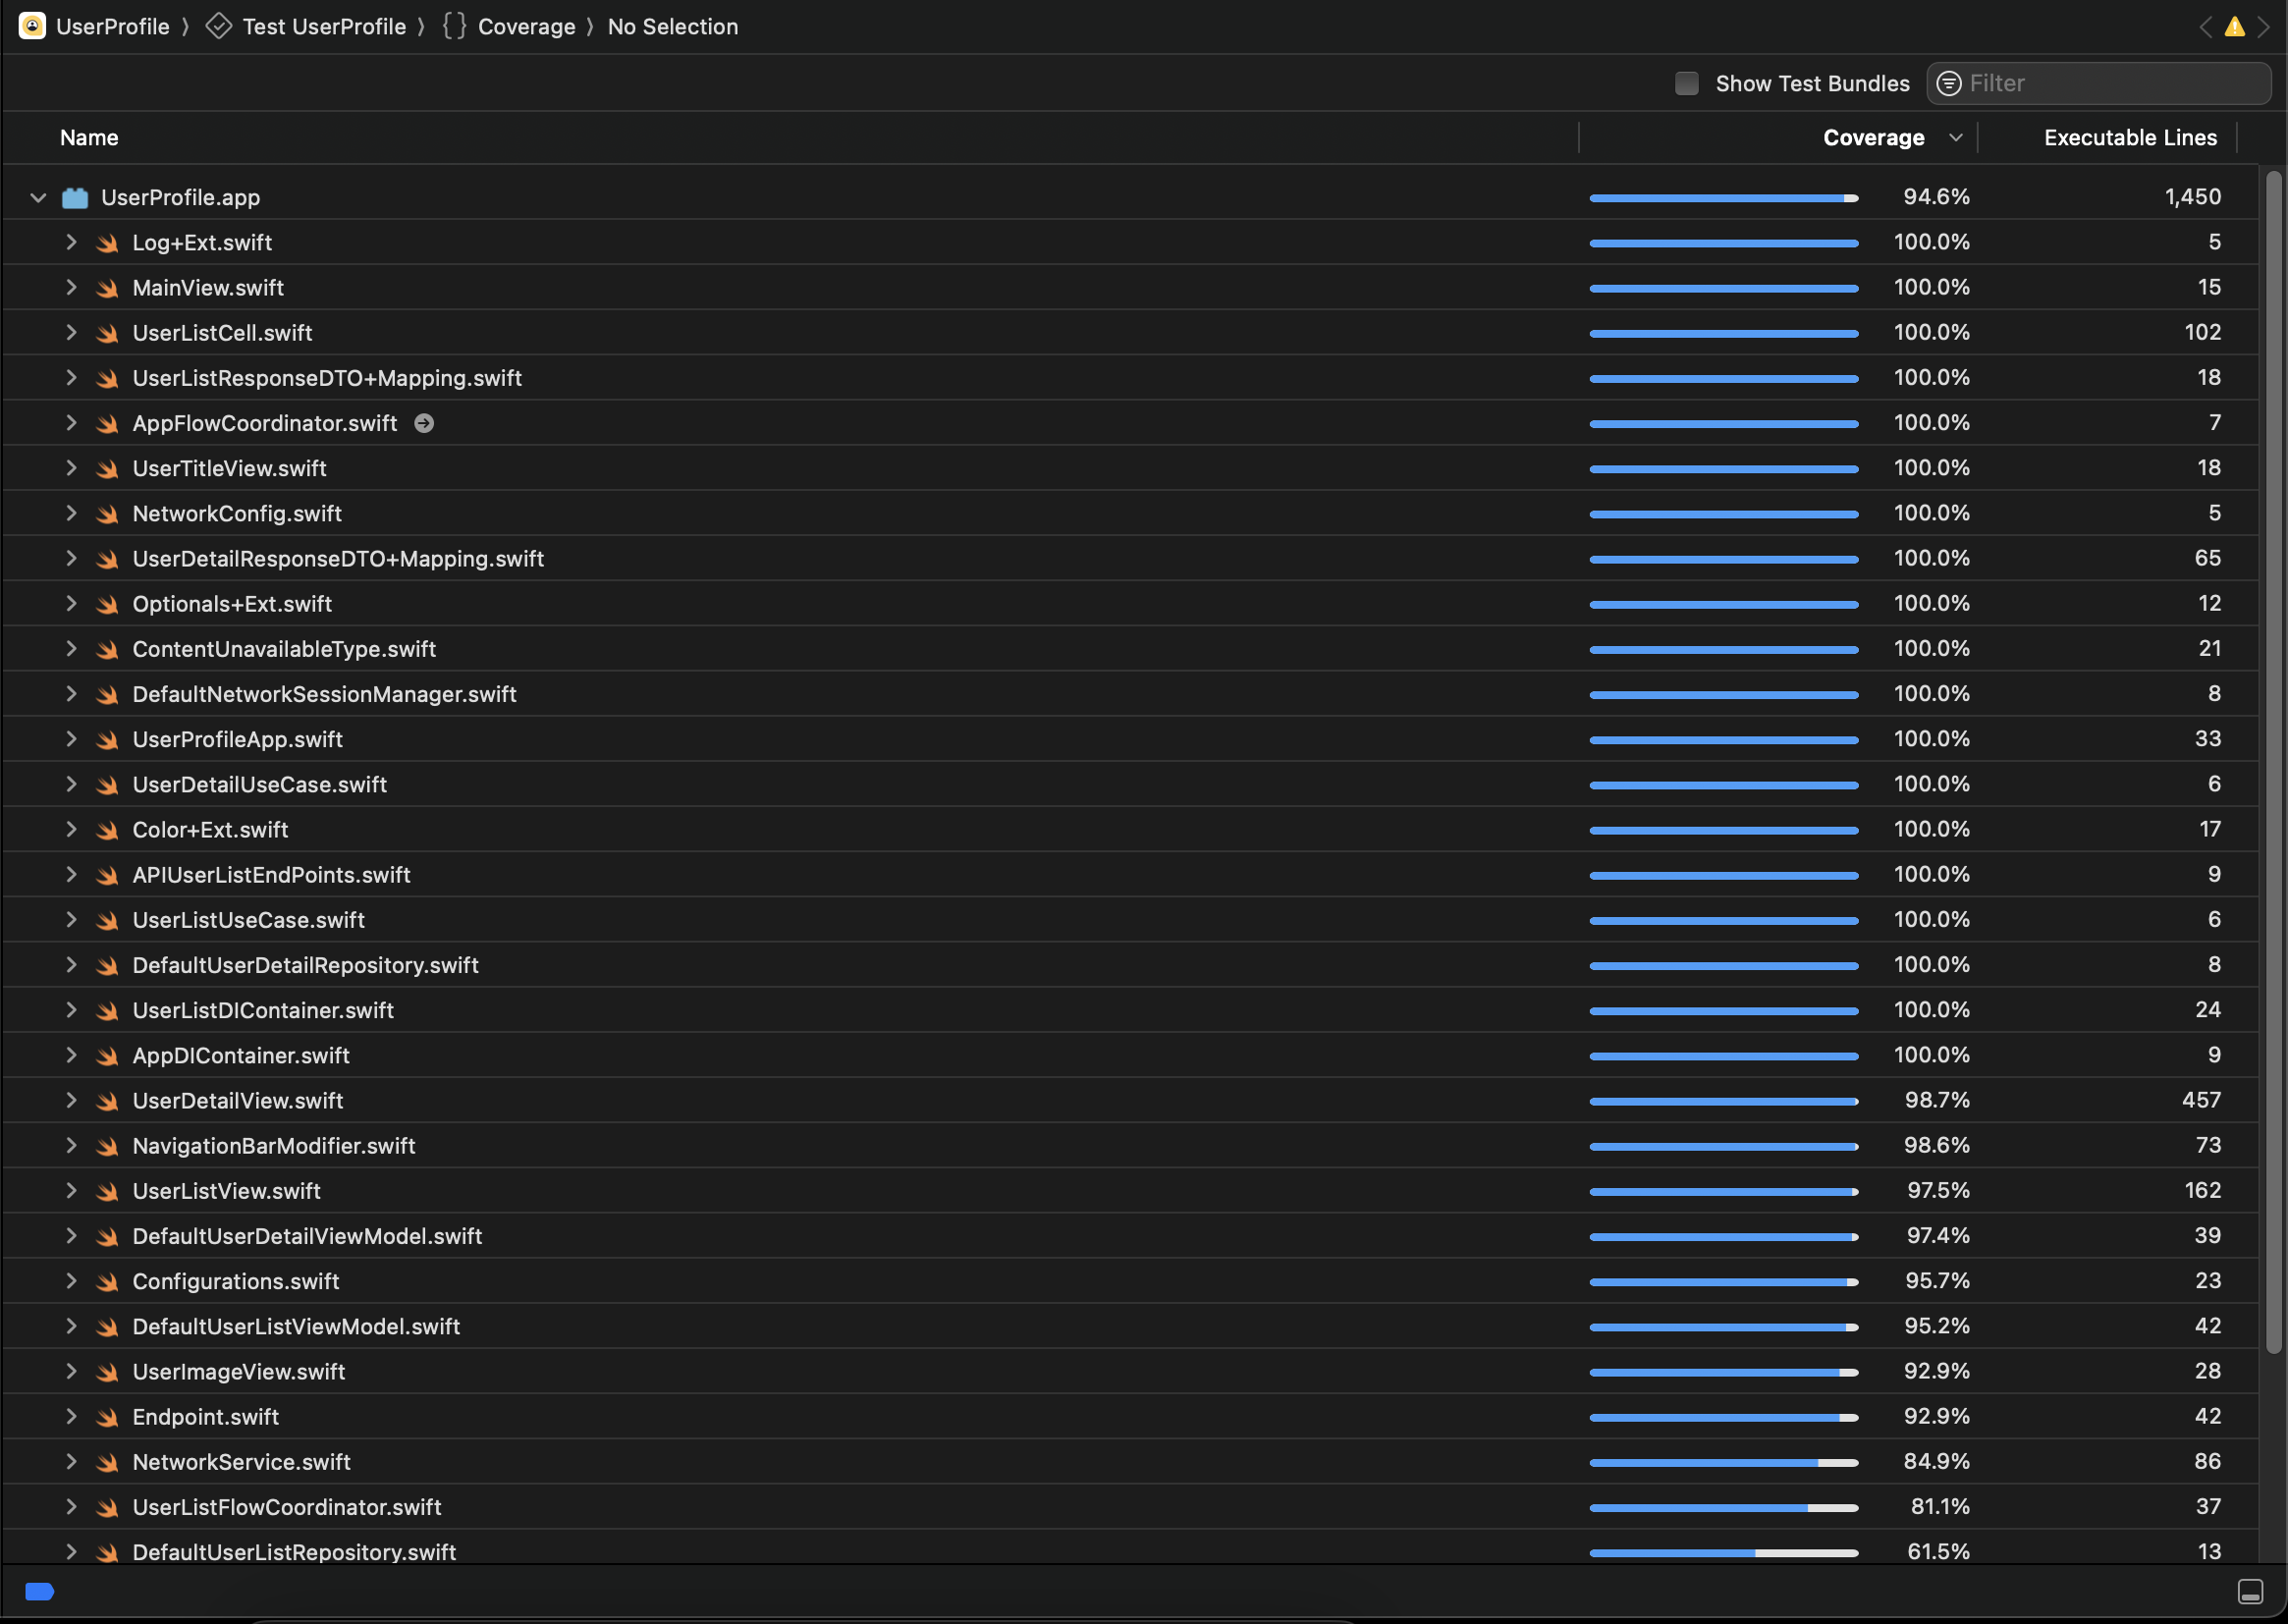 UserProfile 〉 Test UserProfile 〉 {} Coverage 〉 No Selection
Show Test Bundles Filter
Name Coverage Executable Lines
UserProfile.app 94.6% 1,450
Log+Ext.swift 100.0% 5
MainView.swift 100.0% 15
UserListCell.swift 100.0% 102
UserListResponseDTO+Mapping.swift 100.0% 18
AppFlowCoordinator.swift 100.0% 7
UserTitleView.swift 100.0% 18
NetworkConfig.swift 100.0% 5
UserDetailResponseDTO+Mapping.swift 100.0% 65
Optionals+Ext.swift 100.0% 12
ContentUnavailableType.swift 100.0% 21
DefaultNetworkSessionManager.swift 100.0% 8
UserProfileApp.swift 100.0% 33
UserDetailUseCase.swift 100.0% 6
Color+Ext.swift 100.0% 17
APIUserListEndPoints.swift 100.0% 9
UserListUseCase.swift 100.0% 6
DefaultUserDetailRepository.swift 100.0% 8
UserListDIContainer.swift 100.0% 24
AppDIContainer.swift 100.0% 9
UserDetailView.swift 98.7% 457
NavigationBarModifier.swift 98.6% 73
UserListView.swift 97.5% 162
DefaultUserDetailViewModel.swift 97.4% 39
Configurations.swift 95.7% 23
DefaultUserListViewModel.swift 95.2% 42
UserImageView.swift 92.9% 28
Endpoint.swift 92.9% 42
NetworkService.swift 84.9% 86
UserListFlowCoordinator.swift 81.1% 37
DefaultUserListRepository.swift 61.5% 13